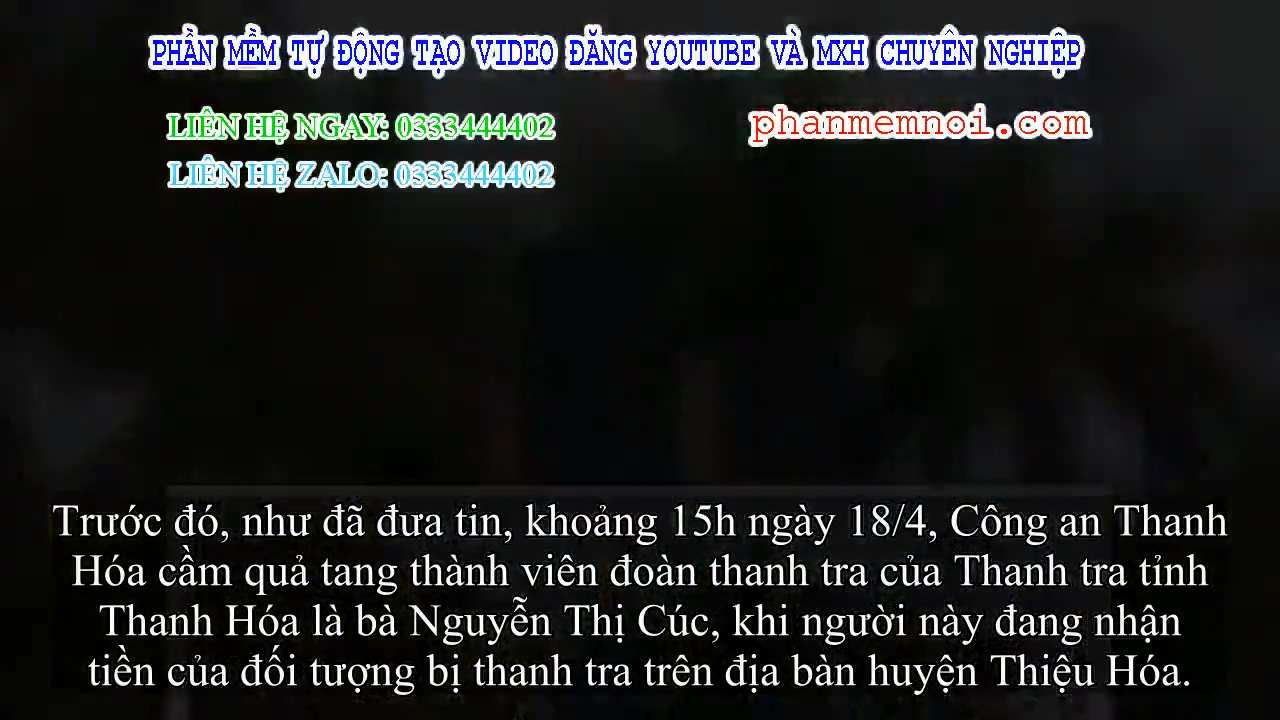 PHẦN MỀM TỰ ĐỘNG TẠO VIDEO ĐĂNG YOUTUBE VÀ MXH CHUYÊN NGHIỆP
LIÊN HỆ NGAY: 0333444402
phanmemnoi.com
LIÊN HỆ ZALO: 0333444402
Trước đó, như đã đưa tin, khoảng 15h ngày 18/4, Công an Thanh
Hóa cầm quả tang thành viên đoàn thanh tra của Thanh tra tỉnh
Thanh Hóa là bà Nguyễn Thị Cúc, khi người này đang nhận
tiền của đối tượng bị thanh tra trên địa bàn huyện Thiệu Hóa.